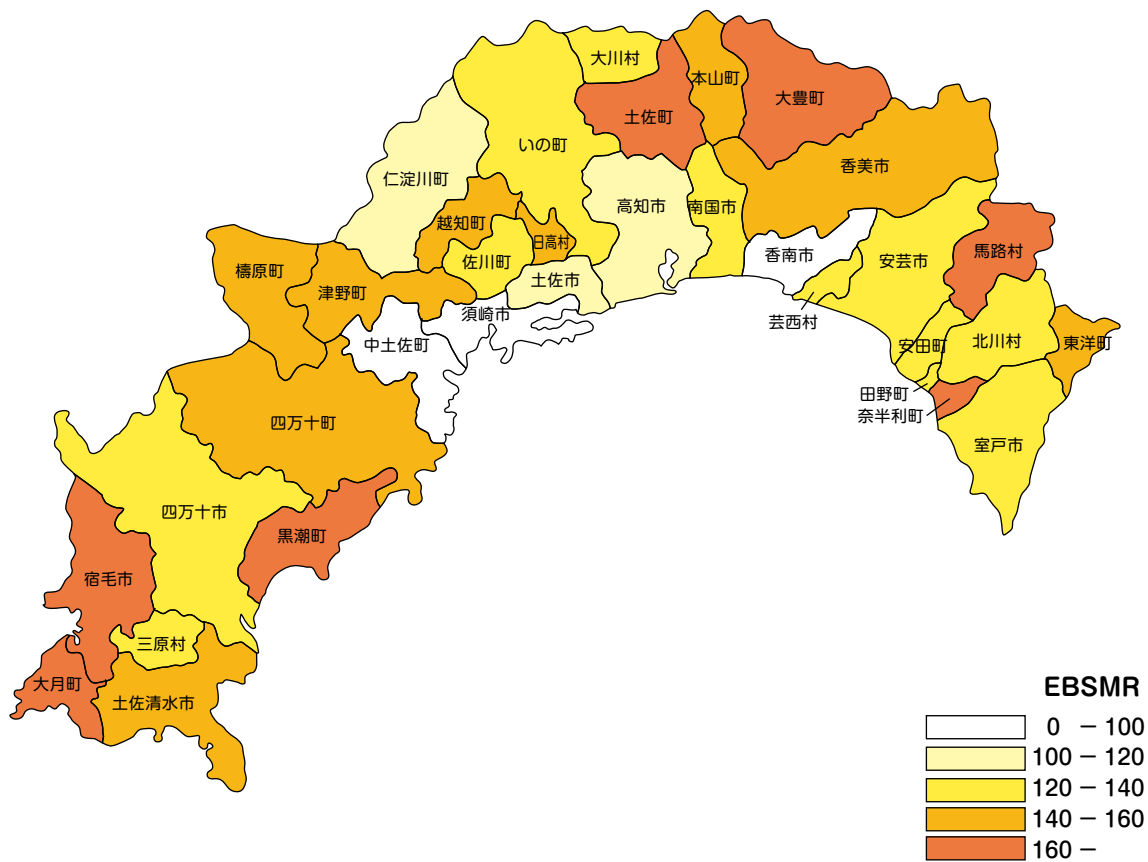 大川村
本山町
大豊町
土佐町
いの町
香美市
仁淀川町
高知市
南国市
越知町
日高村
佐川町
土佐市
香南市
安芸市
馬路村
檮原町
津野町
須崎市
芸西村
中土佐町
安田町
北川村
東洋町
田野町
奈半利町
室戸市
四万十町
四万十市
黒潮町
宿毛市
三原村
大月町
土佐清水市
EBSMR
0 − 100
100 − 120
120 − 140
140 − 160
160 −